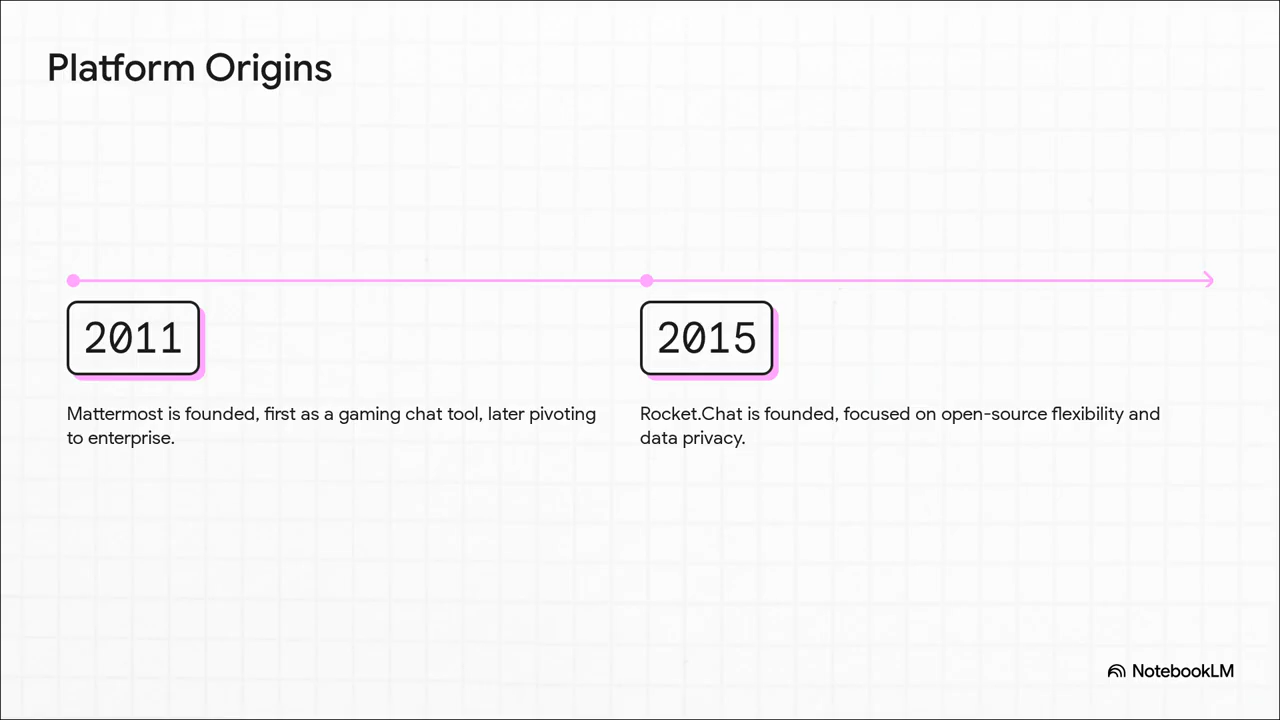 Platform Origins
2011
Mattermost is founded, first as a gaming chat tool, later pivoting
to enterprise.
2015
Rocket.Chat is founded, focused on open-source flexibility and
data privacy.
NotebookLM